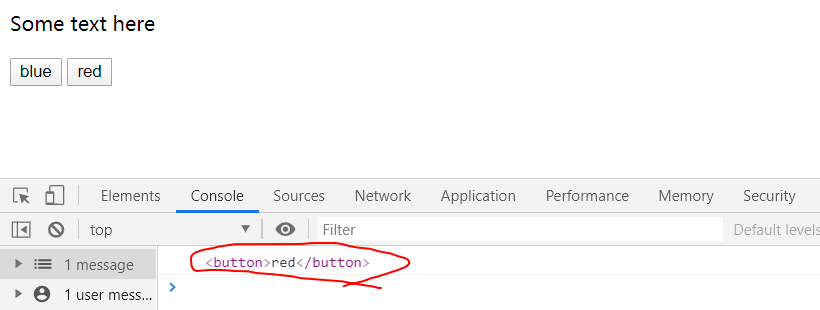 Some text here
blue red
Elements Console Sources Network Application Performance Memory Security
top Filter Default levels
1 message <button>red</button>
1 user mess...